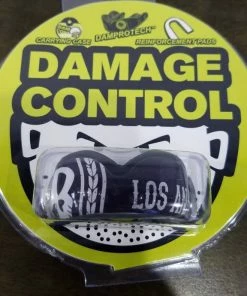 CARRYING CASE
DAMPROTECH
REINFORCEMENT PADS
DAMAGE
CONTROL
LOS AN